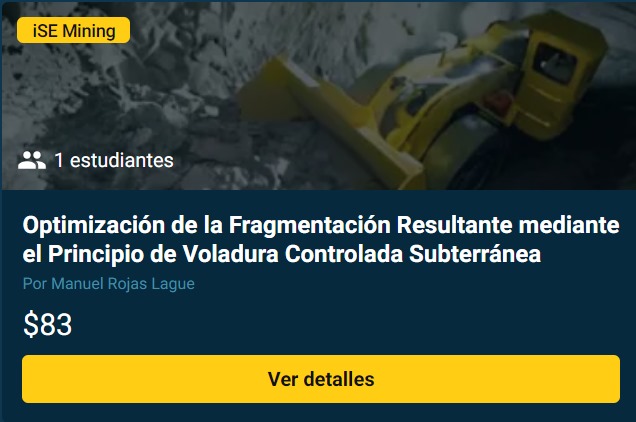 iSE Mining
1 estudiantes
Optimización de la Fragmentación Resultante mediante
el Principio de Voladura Controlada Subterránea
Por Manuel Rojas Lague
$83
Ver detalles